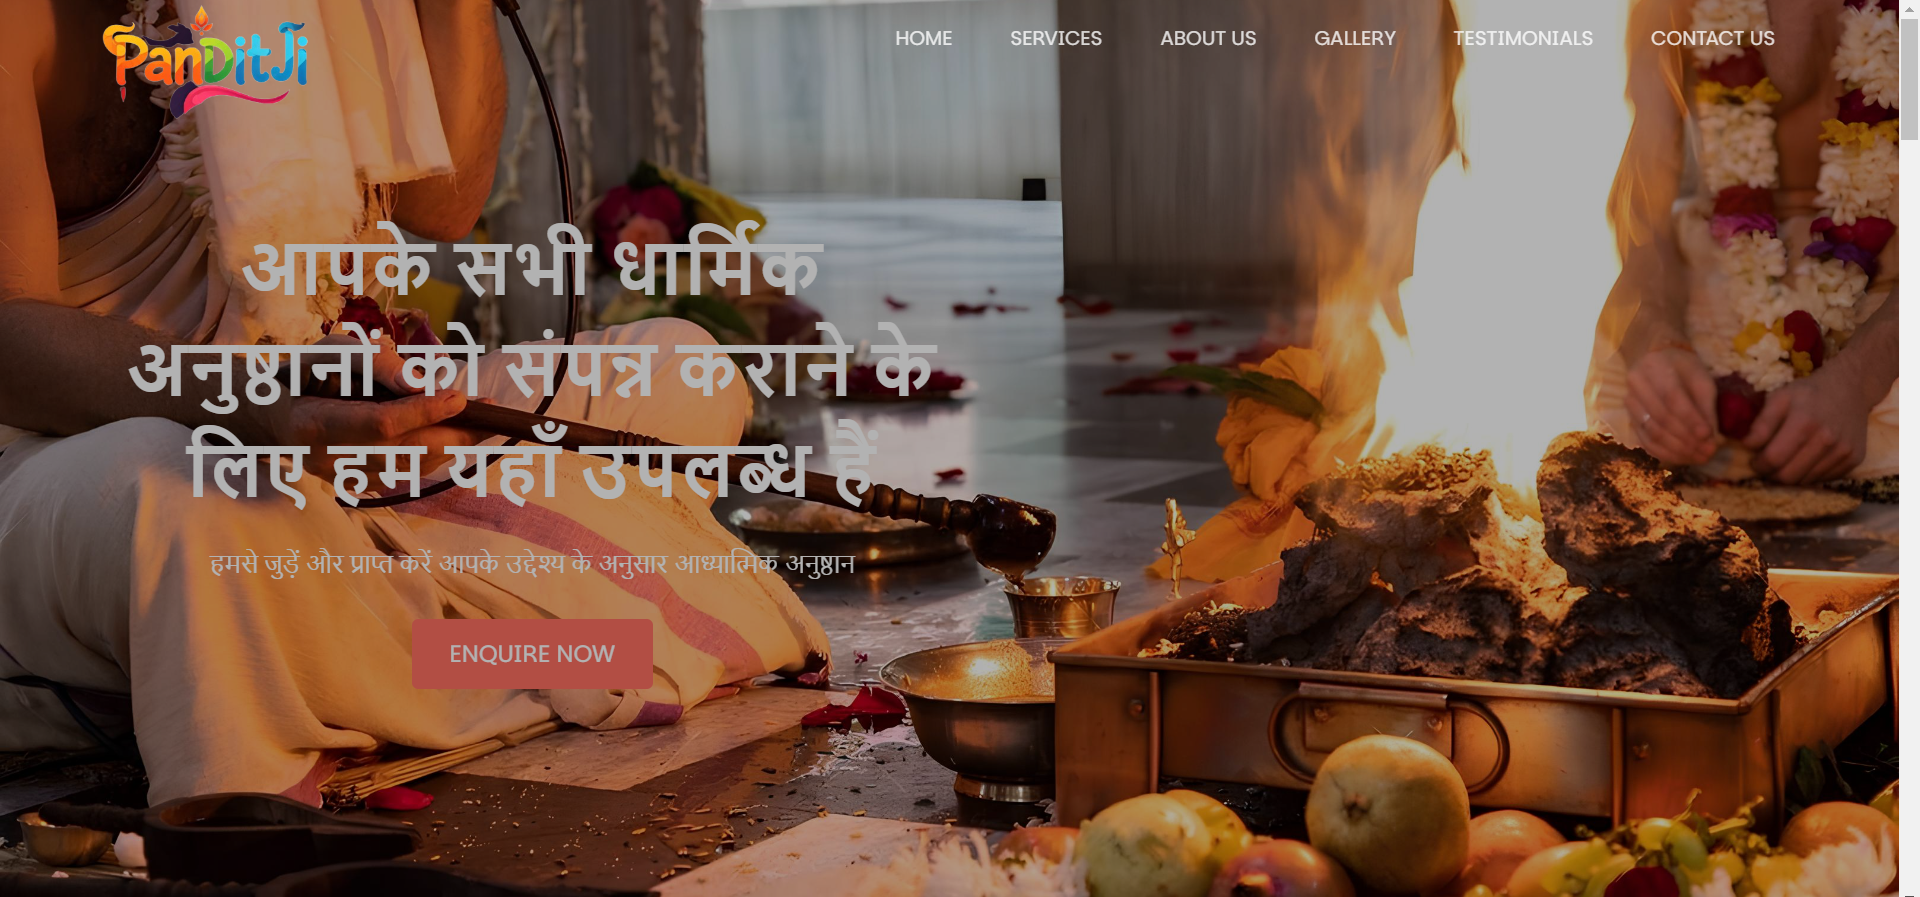 PanDitJi
HOME SERVICES ABOUT US GALLERY TESTIMONIALS CONTACT US
आपके सभी धार्मिक
अनुष्ठानों को संपन्न कराने के
लिए हम यहाँ उपलब्ध हैं
हमसे जुड़ें और प्राप्त करें आपके उद्देश्य के अनुसार आध्यात्मिक अनुष्ठान
ENQUIRE NOW